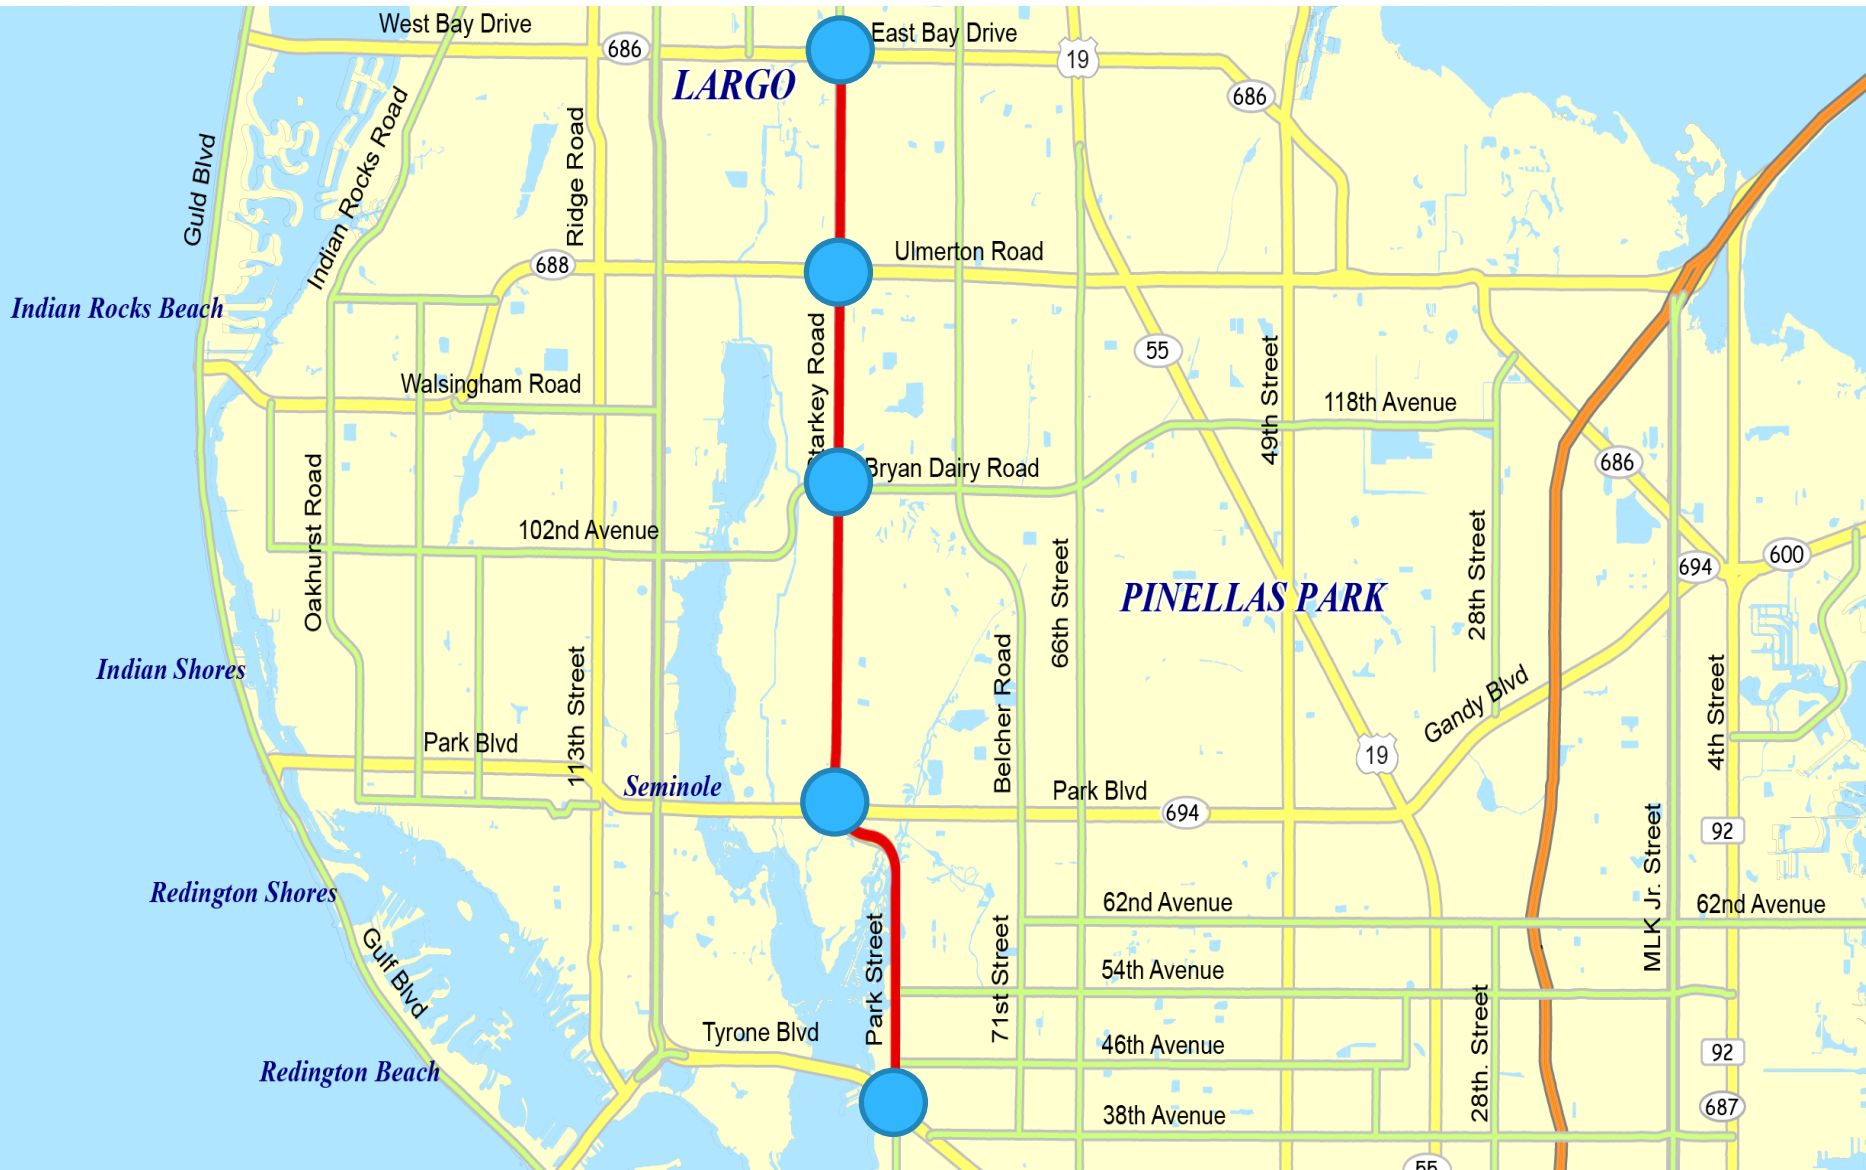 West Bay Drive
East Bay Drive
686
19
LARGO
686
Guld Blvd
Indian Rocks Road
Ridge Road
Ulmerton Road
688
Indian Rocks Beach
Starkey Road
55
49th Street
Walsingham Road
118th Avenue
Bryan Dairy Road
686
Oakhurst Road
102nd Avenue
66th Street
28th Street
694
600
PINELLAS PARK
Indian Shores
113th Street
Belcher Road
Gandy Blvd
4th Street
Park Blvd
19
Seminole
Park Blvd
694
92
MLK Jr. Street
Redington Shores
62nd Avenue
62nd Avenue
Gulf Blvd
Park Street
71st Street
54th Avenue
28th. Street
Tyrone Blvd
46th Avenue
92
Redington Beach
38th Avenue
687
55